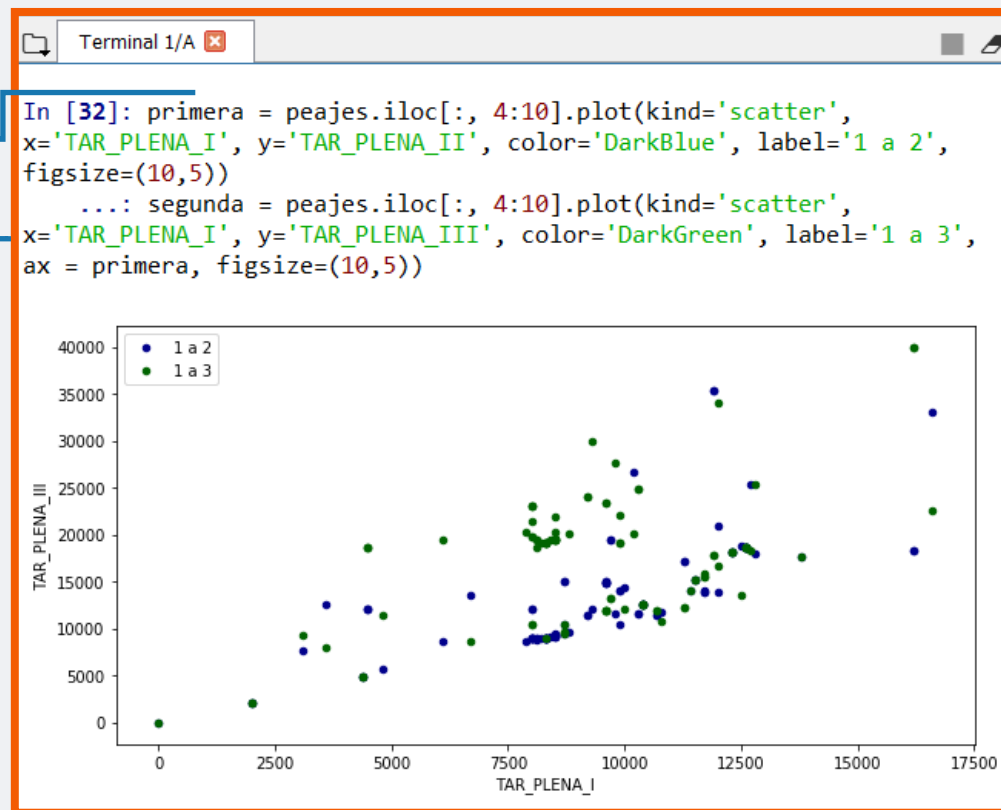 Terminal 1/A
In [32]: primera = peajes.iloc[:, 4:10].plot(kind='scatter',
x='TAR_PLENA_I', y='TAR_PLENA_II', color='DarkBlue', label='1 a 2',
figsize=(10,5))
...: segunda = peajes.iloc[:, 4:10].plot(kind='scatter',
x='TAR_PLENA_I', y='TAR_PLENA_III', color='DarkGreen', label='1 a 3',
ax = primera, figsize=(10,5))
1 a 2
1 a 3
40000
35000
30000
25000
20000
15000
10000
5000
0
TAR_PLENA_III
0 2500 5000 7500 10000 12500 15000 17500
TAR_PLENA_I